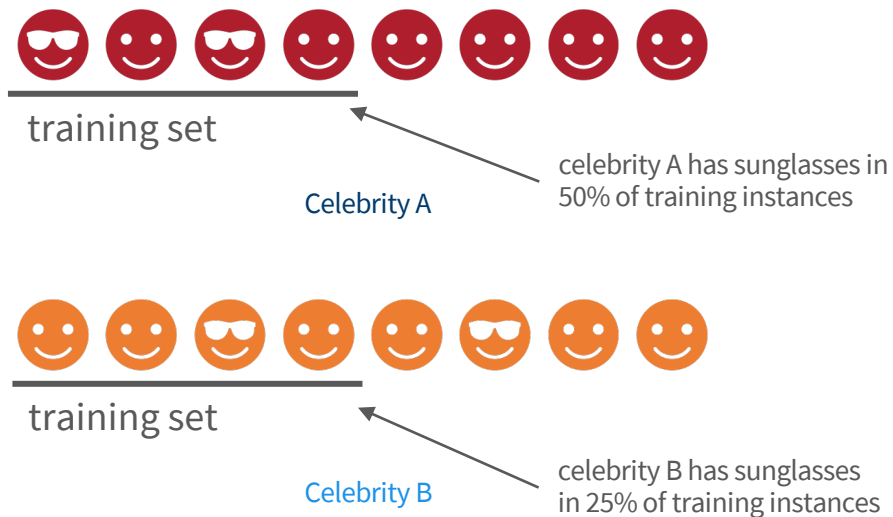 training set
celebrity A has sunglasses in
50% of training instances
Celebrity A
training set
celebrity B has sunglasses
in 25% of training instances
Celebrity B